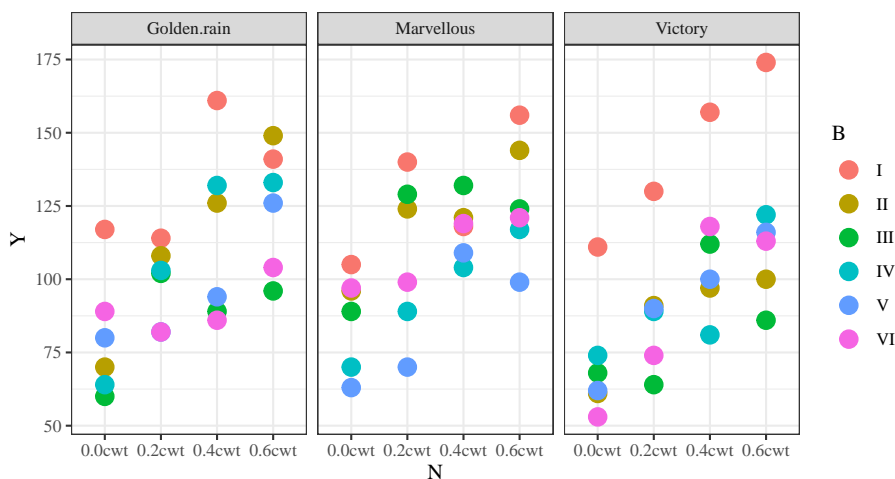 Golden.rain Marvellous Victory
175
150
125
100
75
50
Y
0.0cwt 0.2cwt 0.4cwt 0.6cwt 0.0cwt 0.2cwt 0.4cwt 0.6cwt 0.0cwt 0.2cwt 0.4cwt 0.6cwt
N
B
I
II
III
IV
V
VI